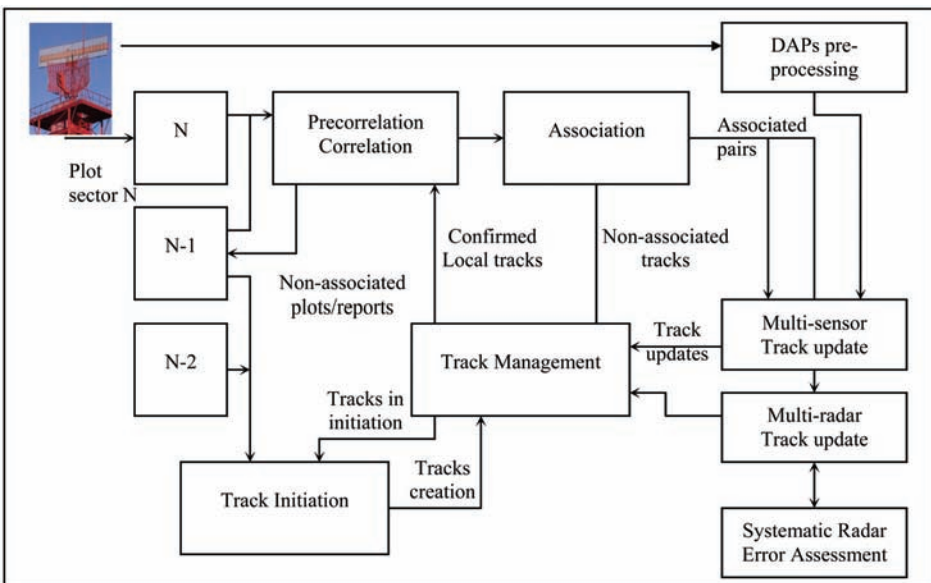 DAPs pre-
processing
N
Precorrelation
Correlation
Association
Associated
pairs
Plot
sector N
N-1
Confirmed
Local tracks
Non-associated
tracks
Non-associated
plots/reports
N-2
Track Management
Track
updates
Multi-sensor
Track update
Tracks in
initiation
Multi-radar
Track update
Track Initiation
Tracks
creation
Systematic Radar
Error Assessment